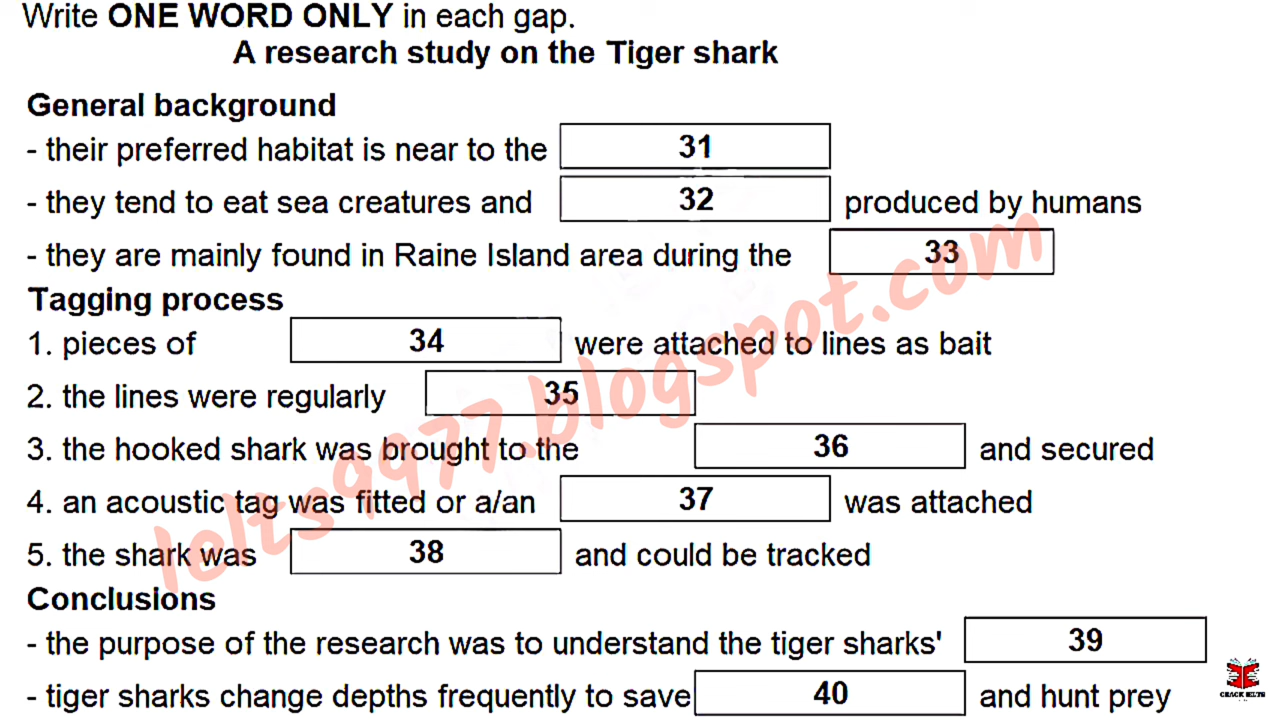 Write ONE WORD ONLY in each gap.
A research study on the Tiger shark
General background
- their preferred habitat is near to the 31
- they tend to eat sea creatures and 32 produced by humans
- they are mainly found in Raine Island area during the 33
Tagging process
1. pieces of 34 were attached to lines as bait
2. the lines were regularly 35
3. the hooked shark was brought to the 36 and secured
4. an acoustic tag was fitted or a/an 37 was attached
5. the shark was 38 and could be tracked
Conclusions
- the purpose of the research was to understand the tiger sharks' 39
- tiger sharks change depths frequently to save 40 and hunt prey
Ielts9977.blogspot.com
CRACK IELTS